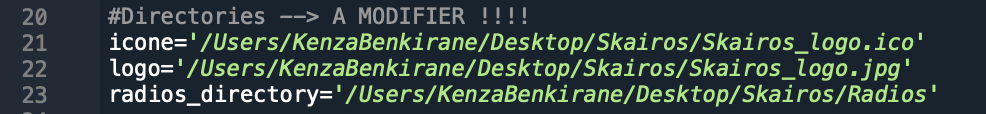 20 #Directories --> A MODIFIER !!!!
21 icone='/Users/KenzaBenkirane/Desktop/Skairos/Skairos_logo.ico'
22 logo='/Users/KenzaBenkirane/Desktop/Skairos/Skairos_logo.jpg'
23 radios_directory='/Users/KenzaBenkirane/Desktop/Skairos/Radios'